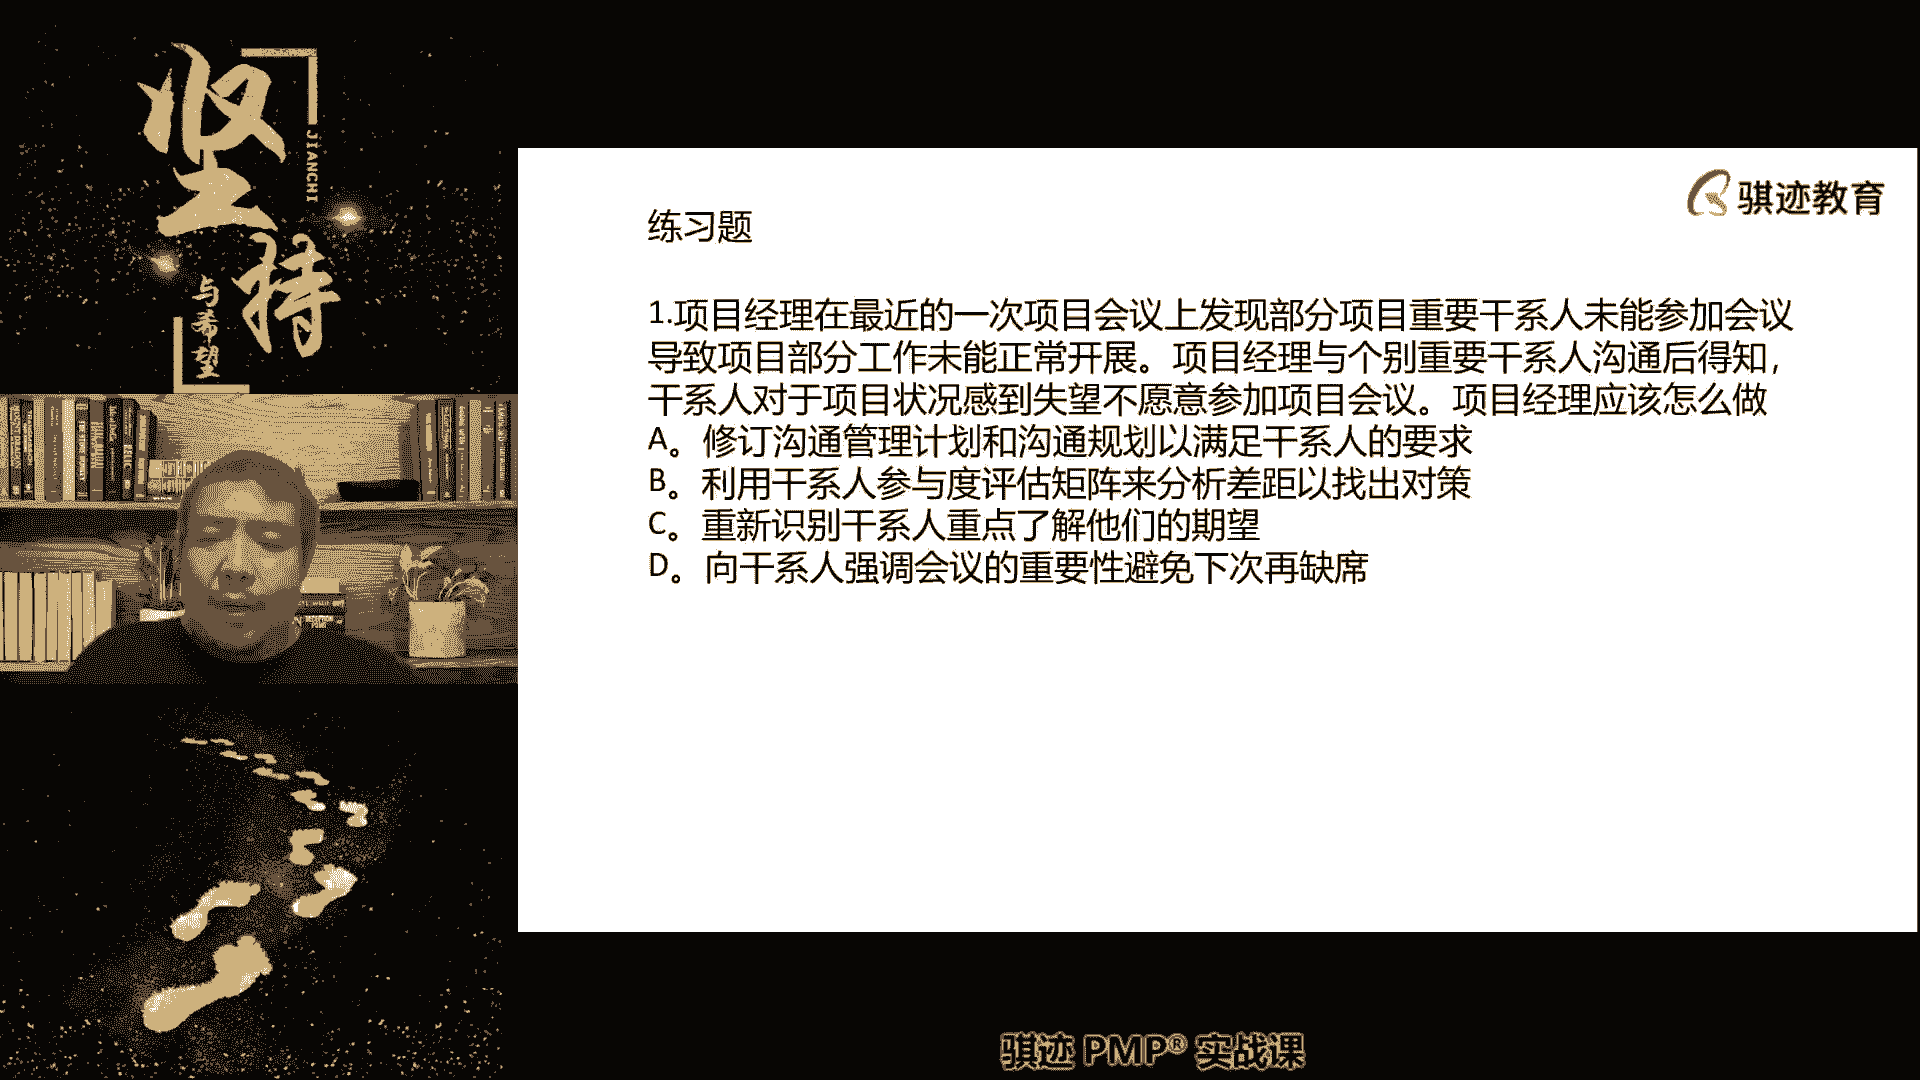 坚持
JIANCHI
与希望
骐迹教育
练习题
1.项目经理在最近的一次项目会议上发现部分项目重要干系人未能参加会议
导致项目部分工作未能正常开展。项目经理与个别重要干系人沟通后得知，
干系人对于项目状况感到失望不愿意参加项目会议。项目经理应该怎么做
A。修订沟通管理计划和沟通规划以满足干系人的要求
B。利用干系人参与度评估矩阵来分析差距以找出对策
C。重新识别干系人重点了解他们的期望
D。向干系人强调会议的重要性避免下次再缺席
骐迹 PMP® 实战课